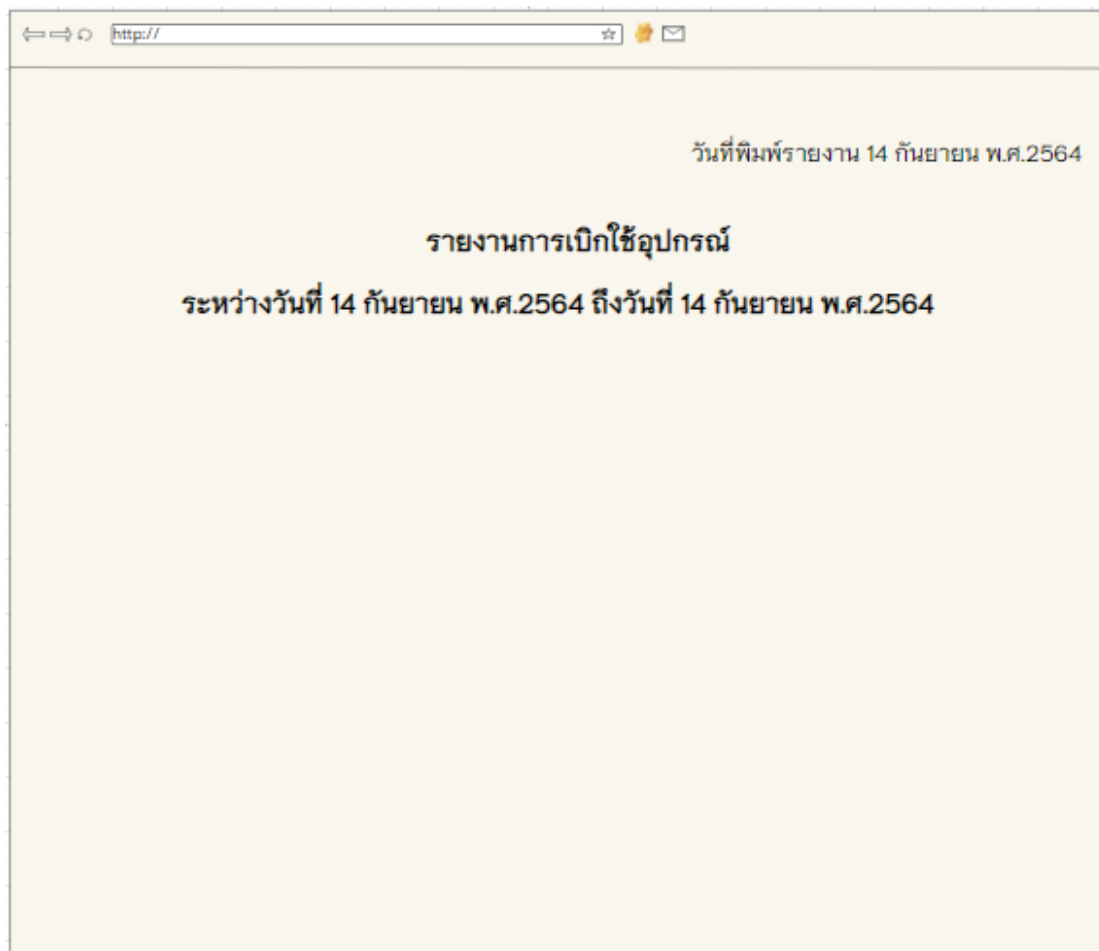 http://
วันที่พิมพ์รายงาน 14 กันยายน พ.ศ.2564
รายงานการเบิกใช้อุปกรณ์
ระหว่างวันที่ 14 กันยายน พ.ศ.2564 ถึงวันที่ 14 กันยายน พ.ศ.2564